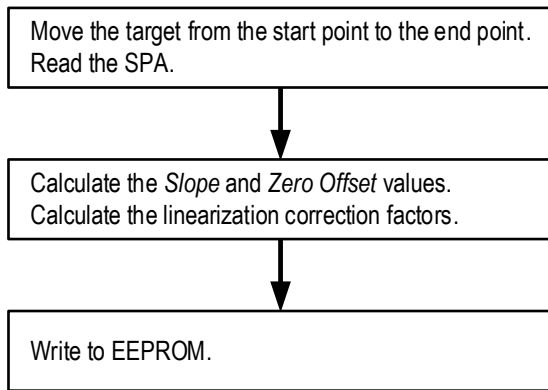 Move the target from the start point to the end point.
Read the SPA.
Calculate the Slope and Zero Offset values.
Calculate the linearization correction factors.
Write to EEPROM.